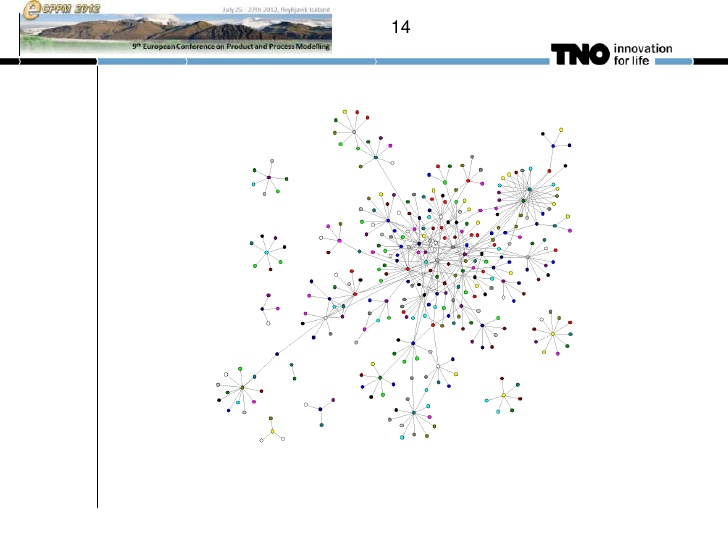 eCPPM 2012
July 25 - 27th 2012, Reykjavik Iceland
9th European Conference on Product and Process Modelling
14
TNO innovation
for life